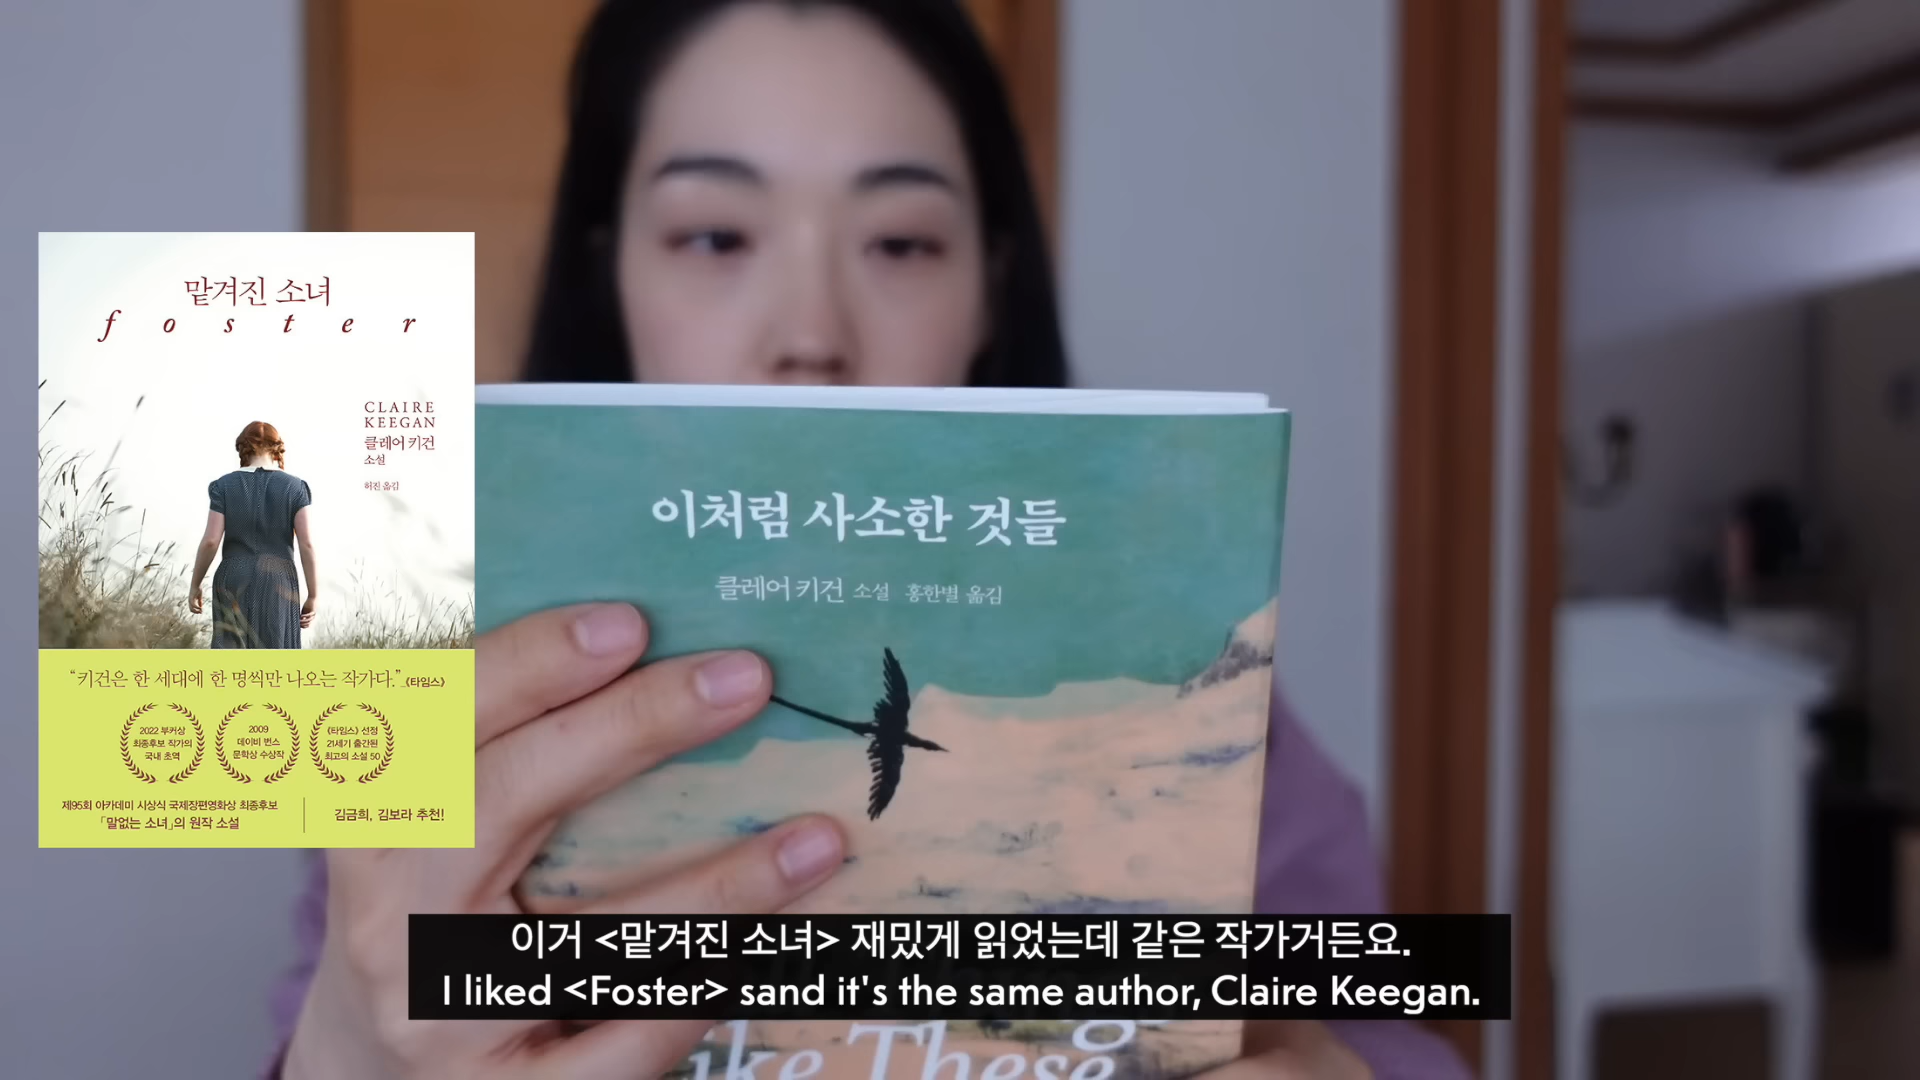 맡겨진 소녀
foster
CLAIRE
KEEGAN
클레어 키건
소설
허진 옮김
“키건은 한 세대에 한 명씩만 나오는 작가다.”_《타임스》
2022 부커상
최종후보 작가의
국내 초역
2009
데이비 번스
문학상 수상작
《타임스》 선정
21세기 출간된
최고의 소설 50
제95회 아카데미 시상식 국제장편영화상 최종후보
「말없는 소녀」의 원작 소설
김금희, 김보라 추천!
이처럼 사소한 것들
클레어 키건 소설 홍한별 옮김
이거 <맡겨진 소녀> 재밌게 읽었는데 같은 작가거든요.
I liked <Foster> sand it's the same author, Claire Keegan.
Like These